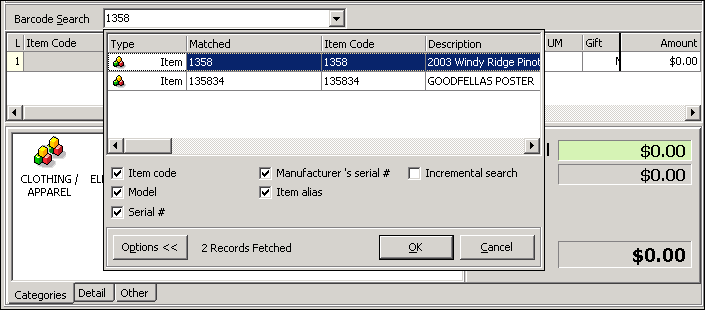 Barcode Search 1358
L Item Code UM Gift Amount
1 $0.00
Type Matched Item Code Description
Item 1358 1358 2003 Windy Ridge Pinot
Item 135834 135834 GOODFELLAS POSTER
CLOTHING / APPAREL
$0.00
$0.00
$0.00
Item code Manufacturer 's serial # Incremental search
Model Item alias
Serial #
Options << 2 Records Fetched OK Cancel
Categories Detail Other